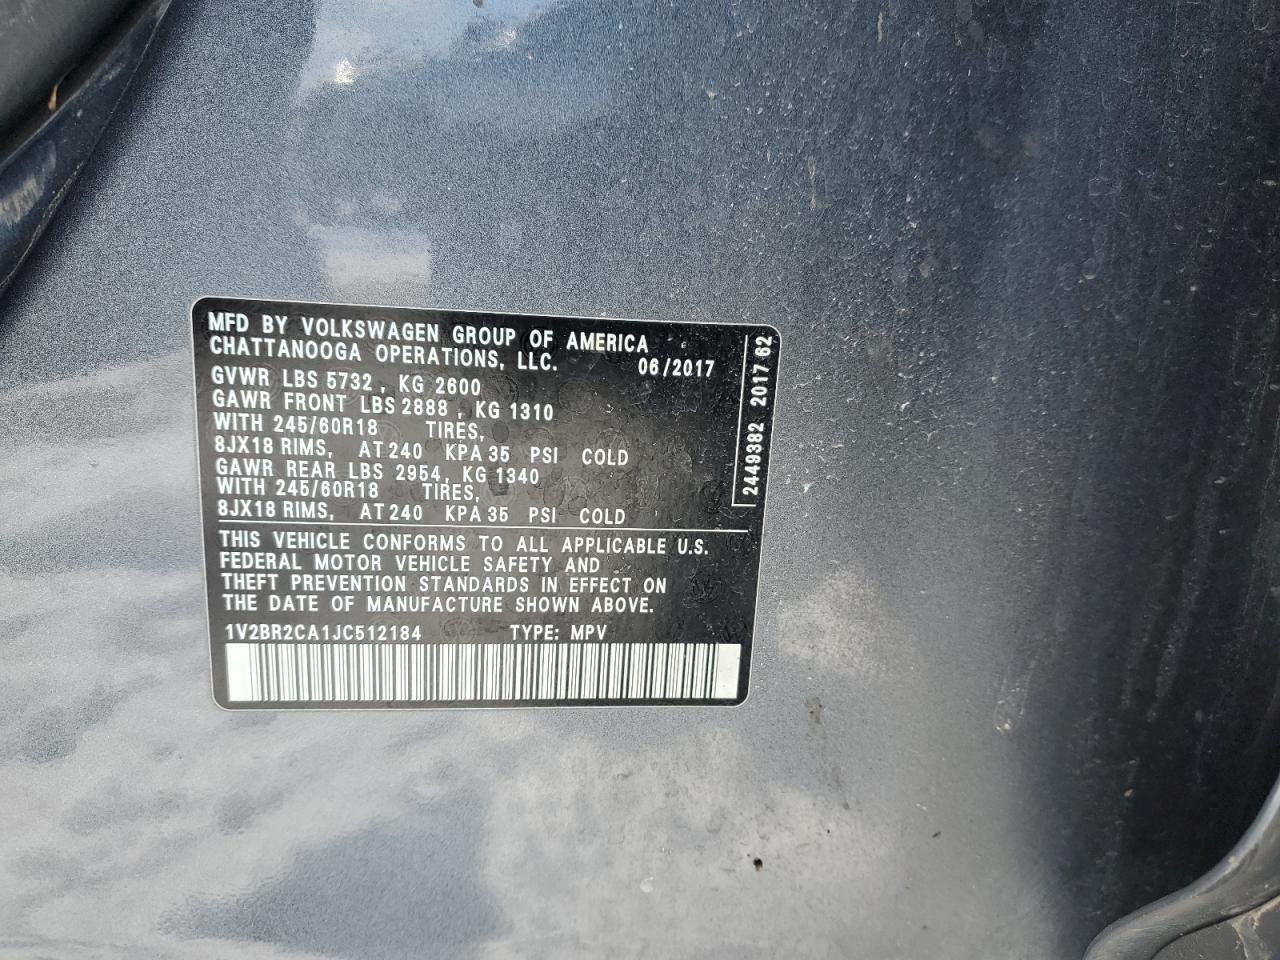 MFD BY VOLKSWAGEN GROUP OF AMERICA
CHATTANOOGA OPERATIONS, LLC. 06/2017
GVWR LBS 5732 , KG 2600
GAWR FRONT LBS 2888 , KG 1310
WITH 245/60R18 TIRES,
8JX18 RIMS, AT 240 KPA 35 PSI COLD
GAWR REAR LBS 2954, KG 1340
WITH 245/60R18 TIRES,
8JX18 RIMS, AT 240 KPA 35 PSI COLD
THIS VEHICLE CONFORMS TO ALL APPLICABLE U.S.
FEDERAL MOTOR VEHICLE SAFETY AND
THEFT PREVENTION STANDARDS IN EFFECT ON
THE DATE OF MANUFACTURE SHOWN ABOVE.
1V2BR2CA1JC512184 TYPE: MPV
2449382 2017 62